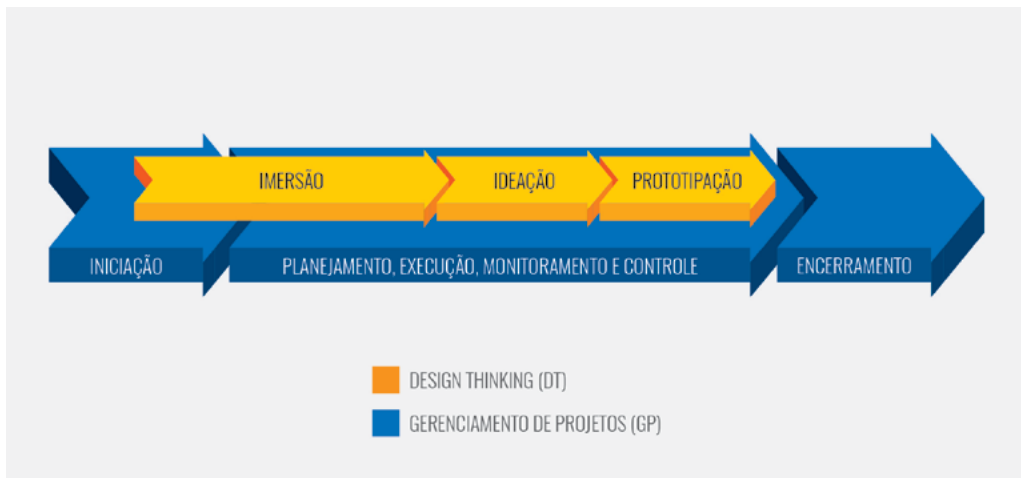 IMERSÃO
IDEAÇÃO
PROTOTIPAÇÃO
INICIAÇÃO
PLANEJAMENTO, EXECUÇÃO, MONITORAMENTO E CONTROLE
ENCERRAMENTO
DESIGN THINKING (DT)
GERENCIAMENTO DE PROJETOS (GP)